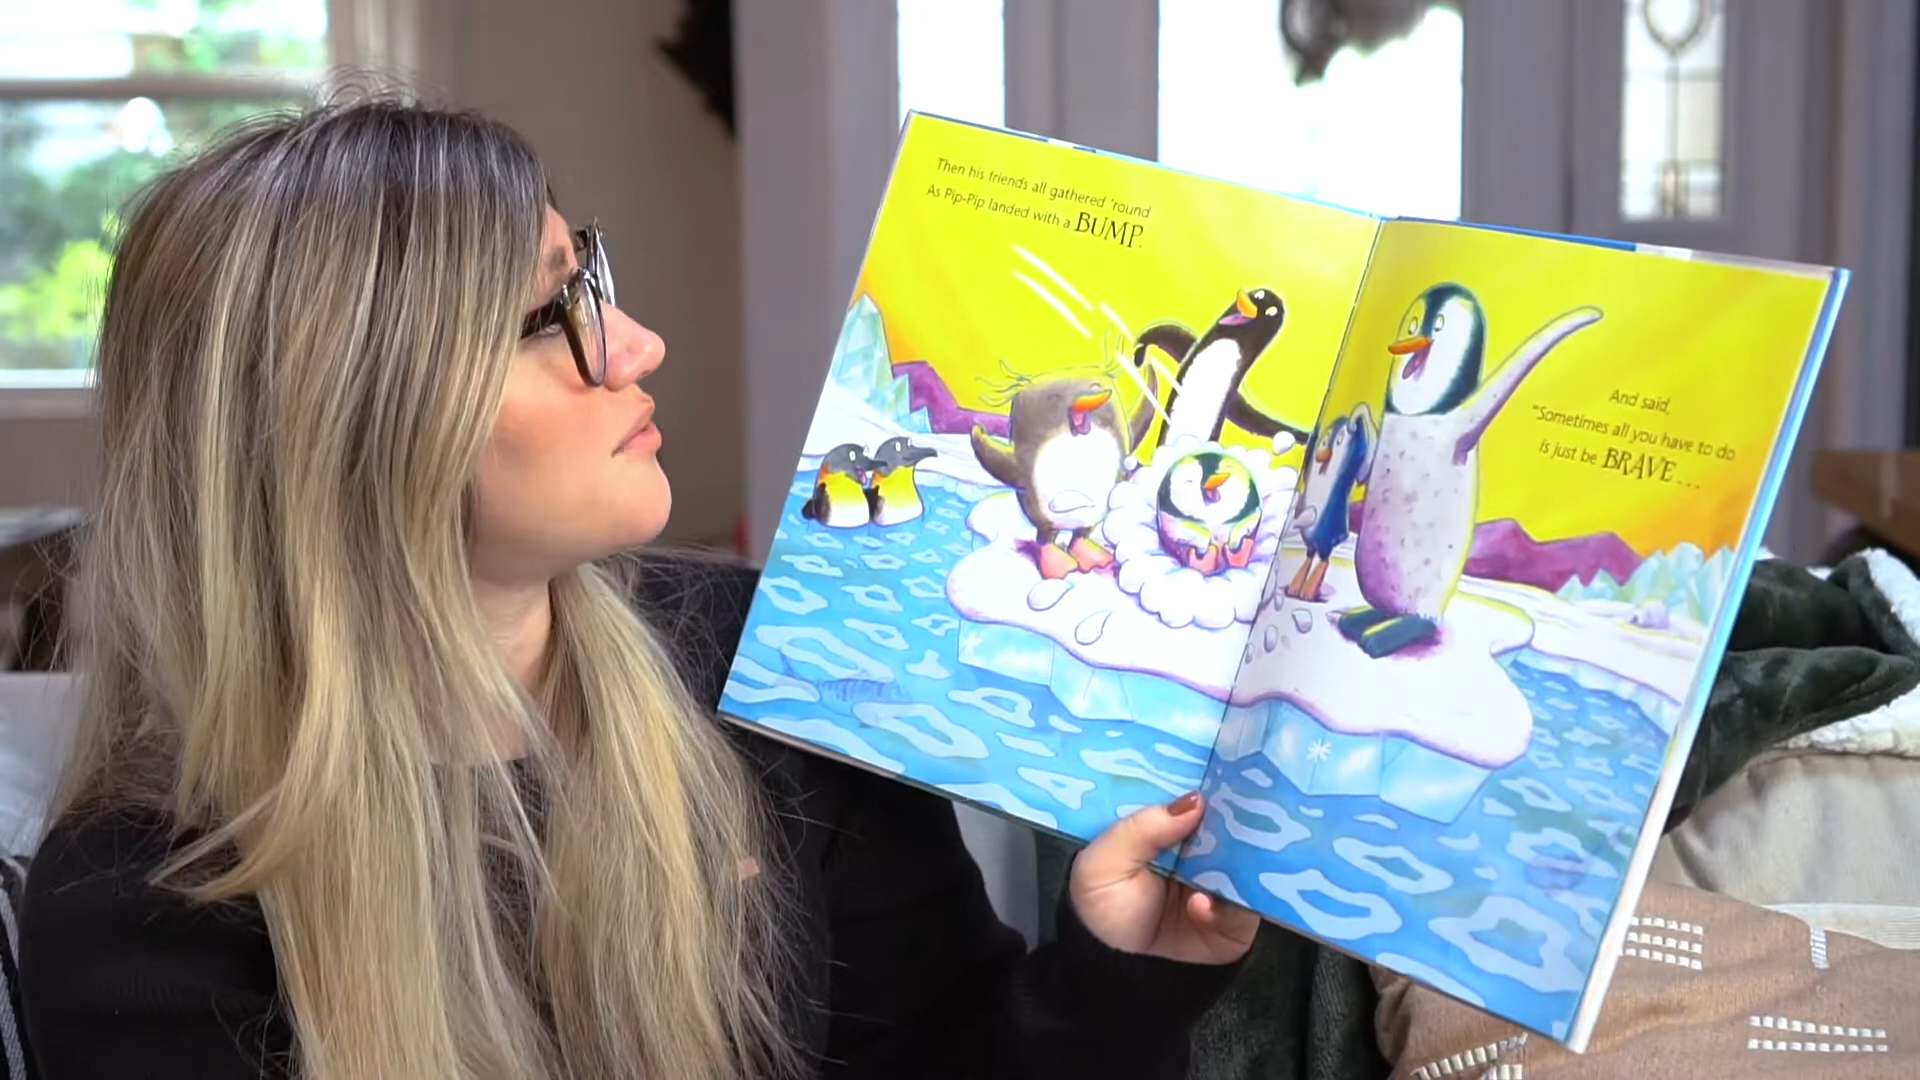 Then his friends all gathered 'round
As Pip-Pip landed with a BUMP.
And said,
"Sometimes all you have to do
Is just be BRAVE...